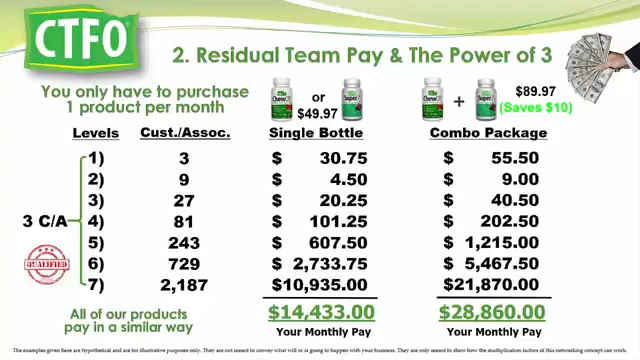 CTFO®
2. Residual Team Pay & The Power of 3
You only have to purchase
1 product per month
or
$49.97
+
$89.97
(Saves $10)
Levels Cust./Assoc. Single Bottle Combo Package
1) 3 $ 30.75 $ 55.50
2) 9 $ 4.50 $ 9.00
3) 27 $ 20.25 $ 40.50
3 C/A 4) 81 $ 101.25 $ 202.50
5) 243 $ 607.50 $ 1,215.00
6) 729 $ 2,733.75 $ 5,467.50
7) 2,187 $10,935.00 $21,870.00
QUALIFIED
All of our products
pay in a similar way
$14,433.00 $28,860.00
Your Monthly Pay Your Monthly Pay
The examples given here are hypothetical and are for illustrative purposes only. They are not meant to convey what will or is going to happen with your business. They are only meant to show how the multiplication factors of this networking concept can work.